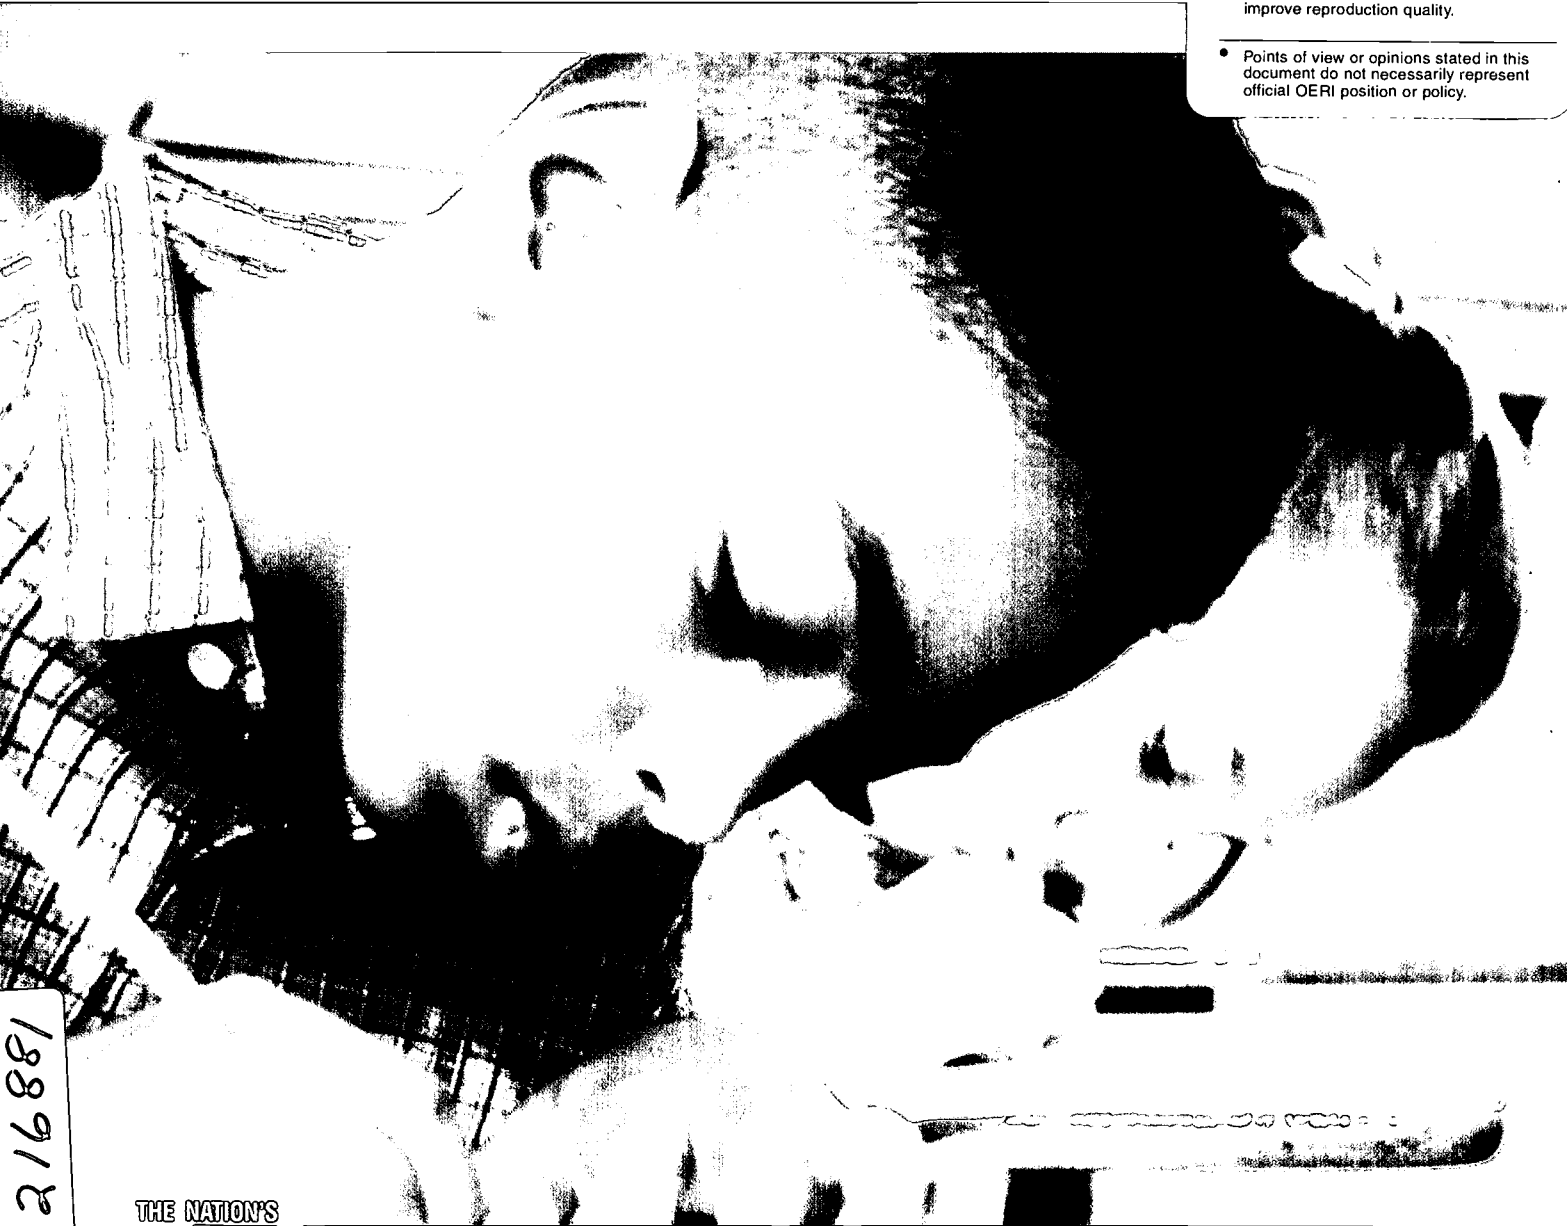 improve reproduction quality.
• Points of view or opinions stated in this
document do not necessarily represent
official OERI position or policy.
216881
THE NATION'S